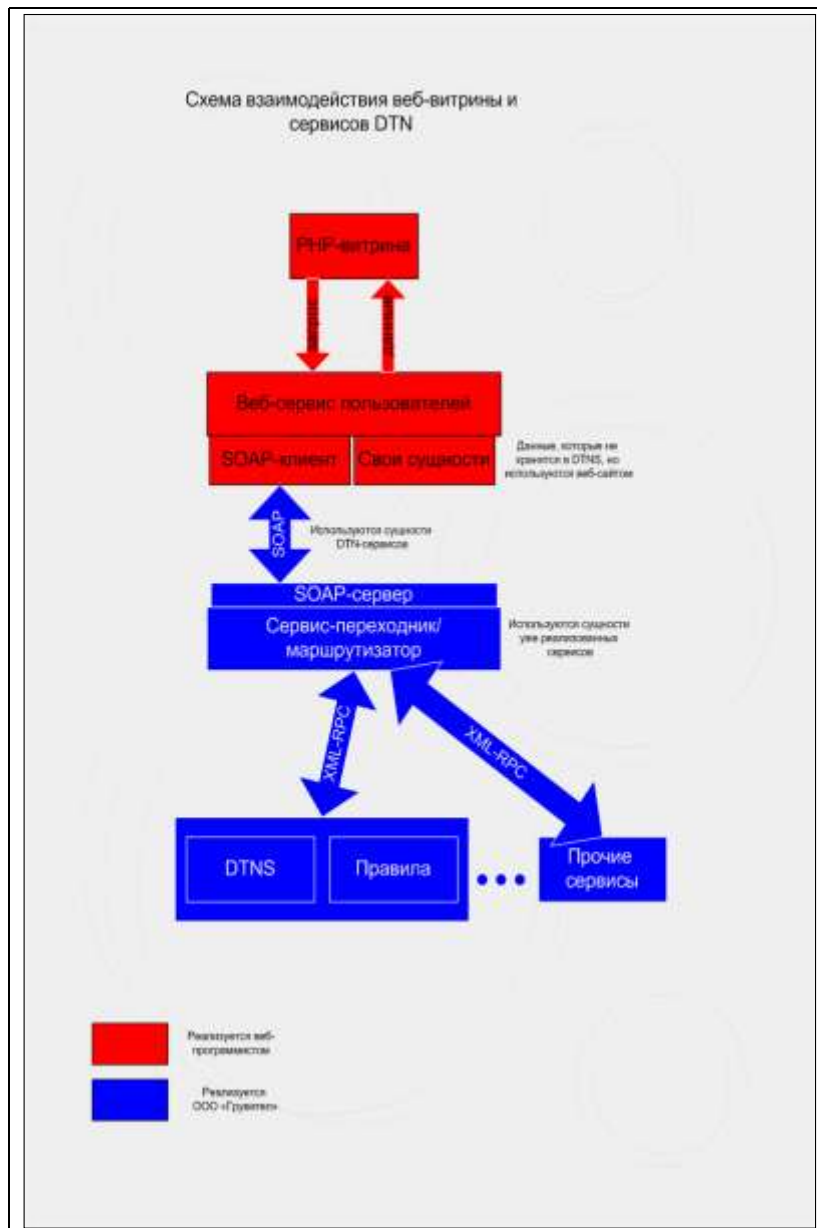 Схема взаимодействия веб-витрины и
сервисов DTN
PHP-витрина
запрос
данные
Веб-сервис пользователей
SOAP-клиент
Свои сущности
Данные, которые не
хранятся в DTNS, но
используются веб-сайтом
SOAP
Используются сущности
DTN-сервисов
SOAP-сервер
Сервис-переходник/
маршрутизатор
Используются сущности
уже реализованных
сервисов
XML-RPC
XML-RPC
DTNS
Правила
Прочие
сервисы
Реализуется веб-
программистом
Реализуется
ООО «Грувител»